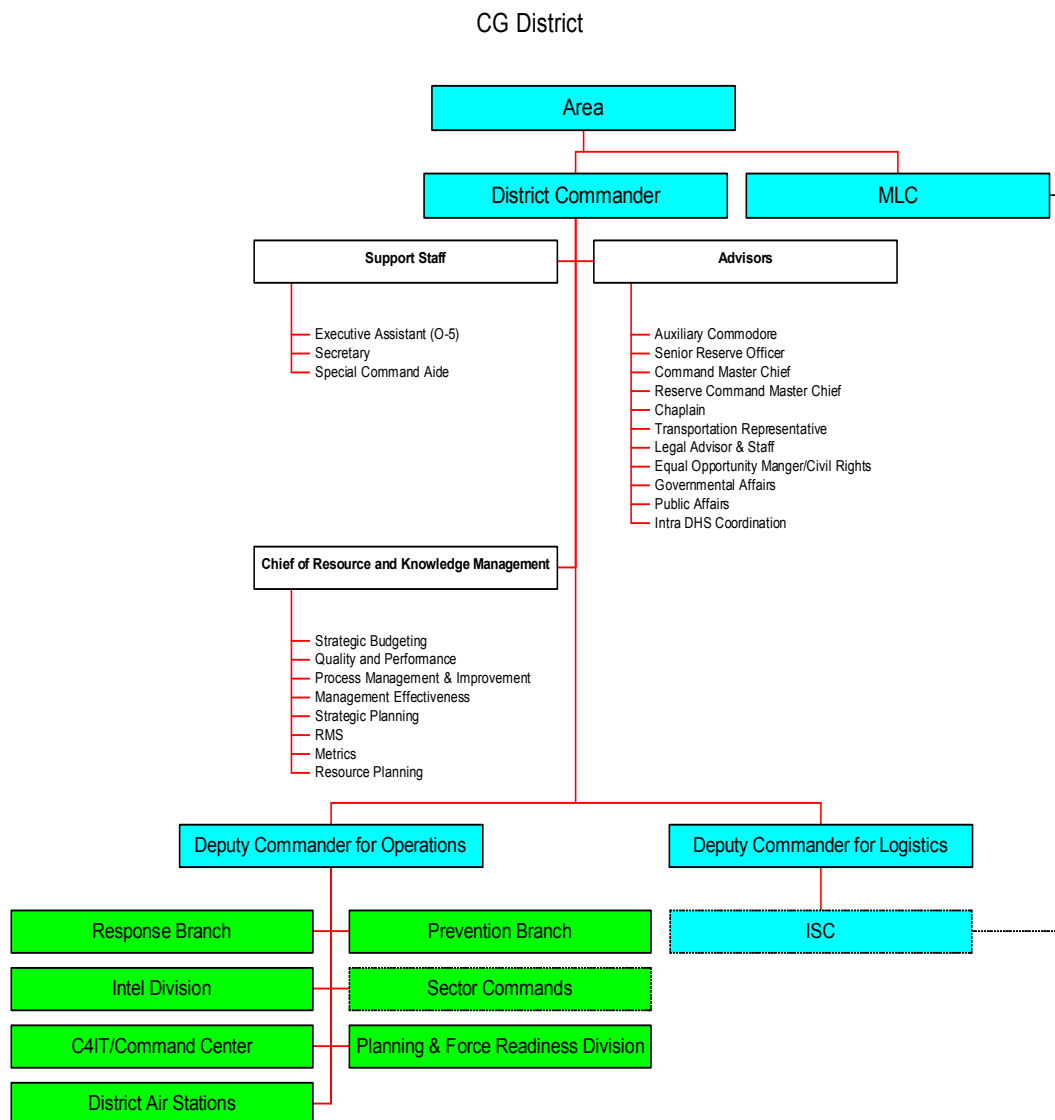 CG District
Area
District Commander
MLC
Support Staff
Advisors
Executive Assistant (O-5)
Secretary
Special Command Aide
Auxiliary Commodore
Senior Reserve Officer
Command Master Chief
Reserve Command Master Chief
Chaplain
Transportation Representative
Legal Advisor & Staff
Equal Opportunity Manger/Civil Rights
Governmental Affairs
Public Affairs
Intra DHS Coordination
Chief of Resource and Knowledge Management
Strategic Budgeting
Quality and Performance
Process Management & Improvement
Management Effectiveness
Strategic Planning
RMS
Metrics
Resource Planning
Deputy Commander for Operations
Deputy Commander for Logistics
Response Branch
Prevention Branch
ISC
Intel Division
Sector Commands
C4IT/Command Center
Planning & Force Readiness Division
District Air Stations